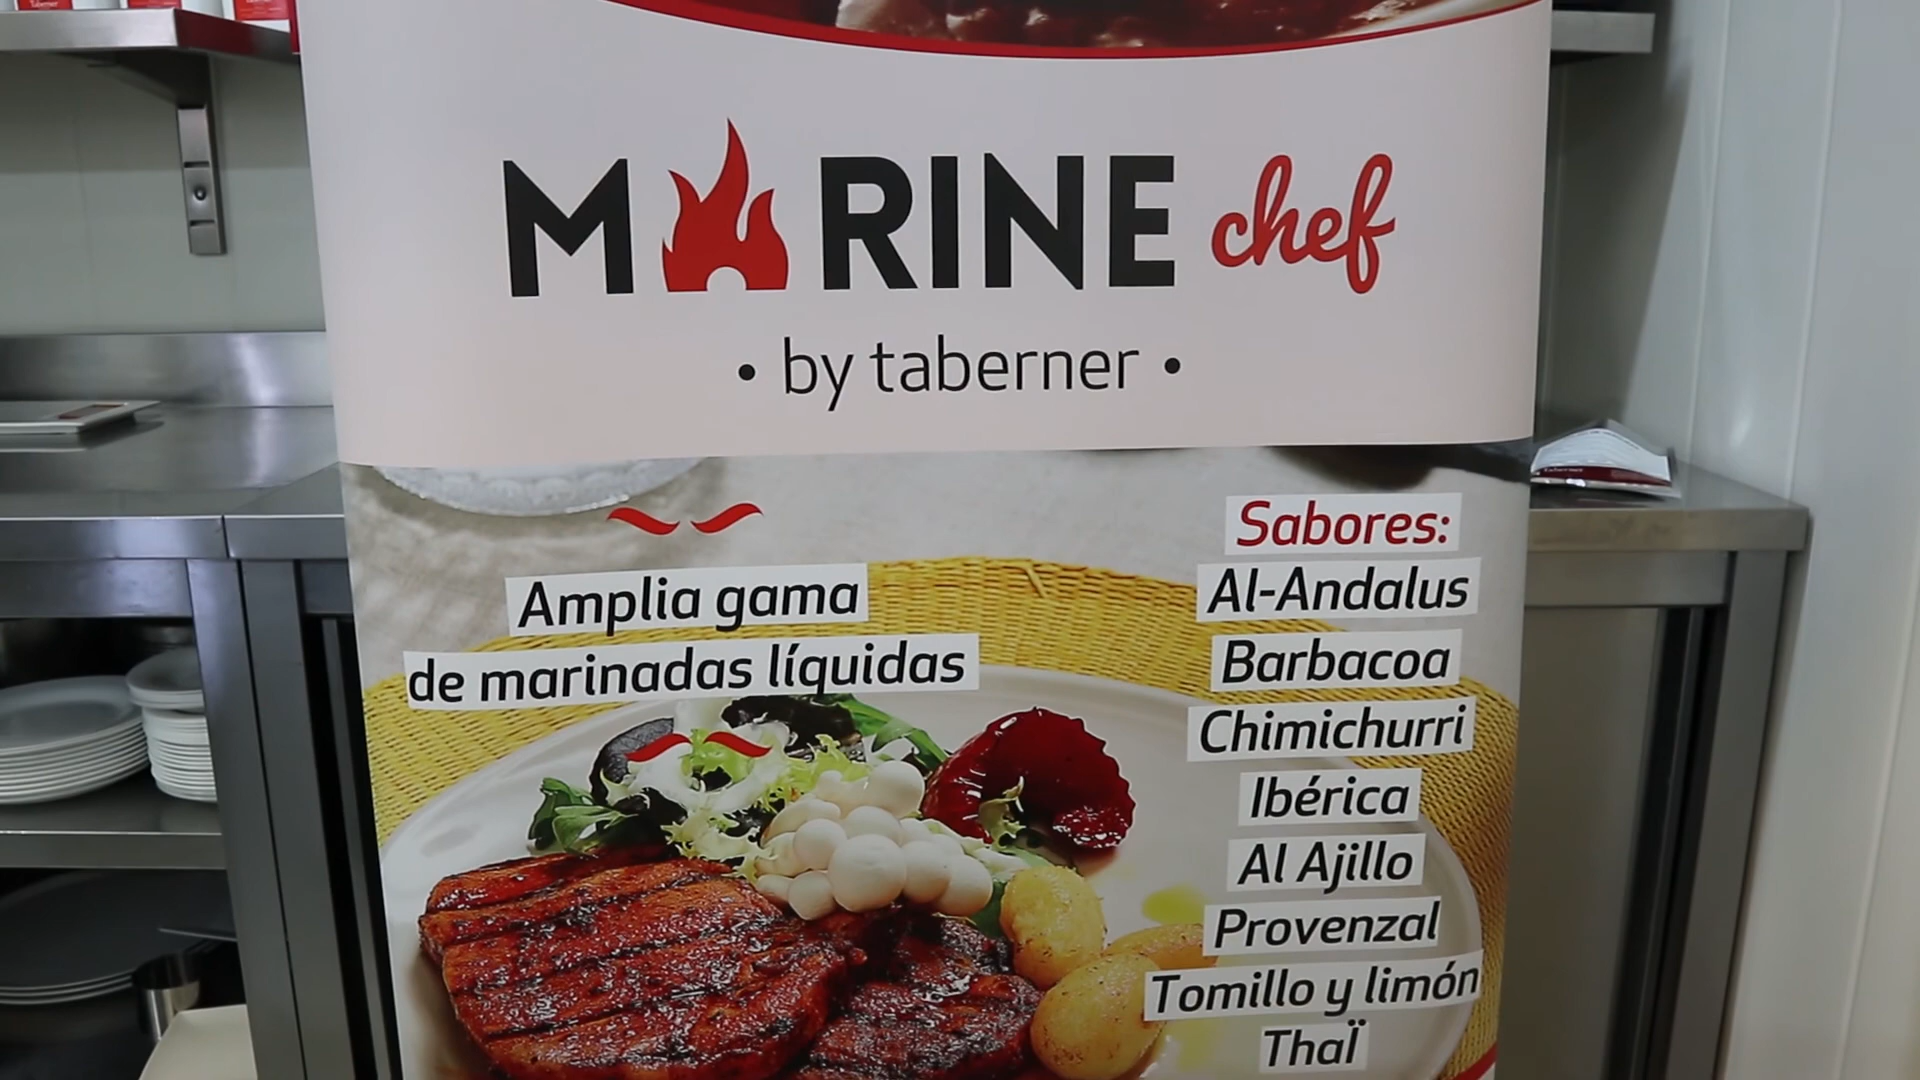 MARINE chef
• by taberner •
Amplia gama
de marinadas líquidas
Sabores:
Al-Andalus
Barbacoa
Chimichurri
Ibérica
Al Ajillo
Provenzal
Tomillo y limón
ThaÏ